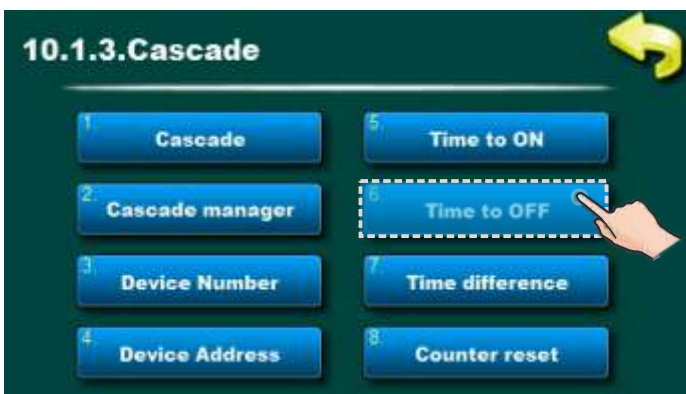 10.1.3.Cascade
1. Cascade
2. Cascade manager
3. Device Number
4. Device Address
5. Time to ON
6. Time to OFF
7. Time difference
8. Counter reset